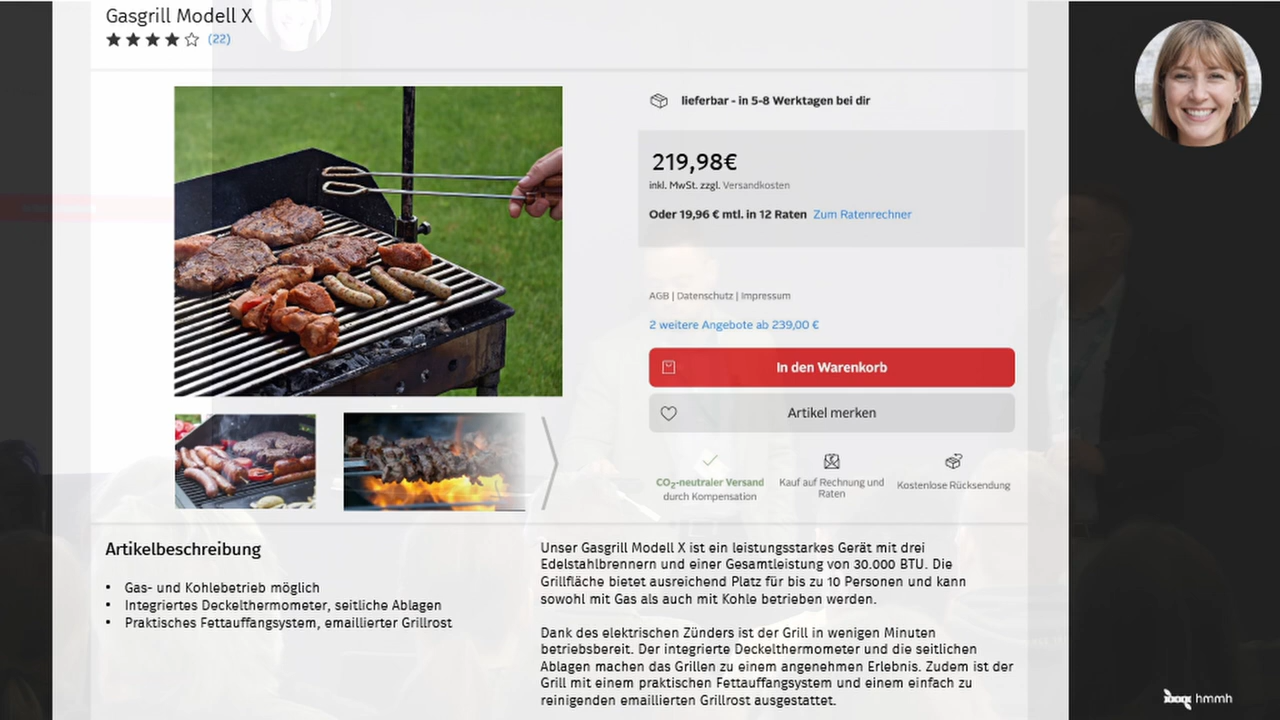 Gasgrill Modell X
(22)
lieferbar - in 5-8 Werktagen bei dir
219,98€
inkl. MwSt. zzgl. Versandkosten
Oder 19,96 € mtl. in 12 Raten Zum Ratenrechner
AGB | Datenschutz | Impressum
2 weitere Angebote ab 239,00 €
In den Warenkorb
Artikel merken
CO₂-neutraler Versand
durch Kompensation
Kauf auf Rechnung und
Raten
Kostenlose Rücksendung
Artikelbeschreibung
• Gas- und Kohlebetrieb möglich
• Integriertes Deckelthermometer, seitliche Ablagen
• Praktisches Fettauffangsystem, emaillierter Grillrost
Unser Gasgrill Modell X ist ein leistungsstarkes Gerät mit drei
Edelstahlbrennern und einer Gesamtleistung von 30.000 BTU. Die
Grillfläche bietet ausreichend Platz für bis zu 10 Personen und kann
sowohl mit Gas als auch mit Kohle betrieben werden.
Dank des elektrischen Zünders ist der Grill in wenigen Minuten
betriebsbereit. Der integrierte Deckelthermometer und die seitlichen
Ablagen machen das Grillen zu einem angenehmen Erlebnis. Zudem ist der
Grill mit einem praktischen Fettauffangsystem und einem einfach zu
reinigenden emaillierten Grillrost ausgestattet.
hmmh